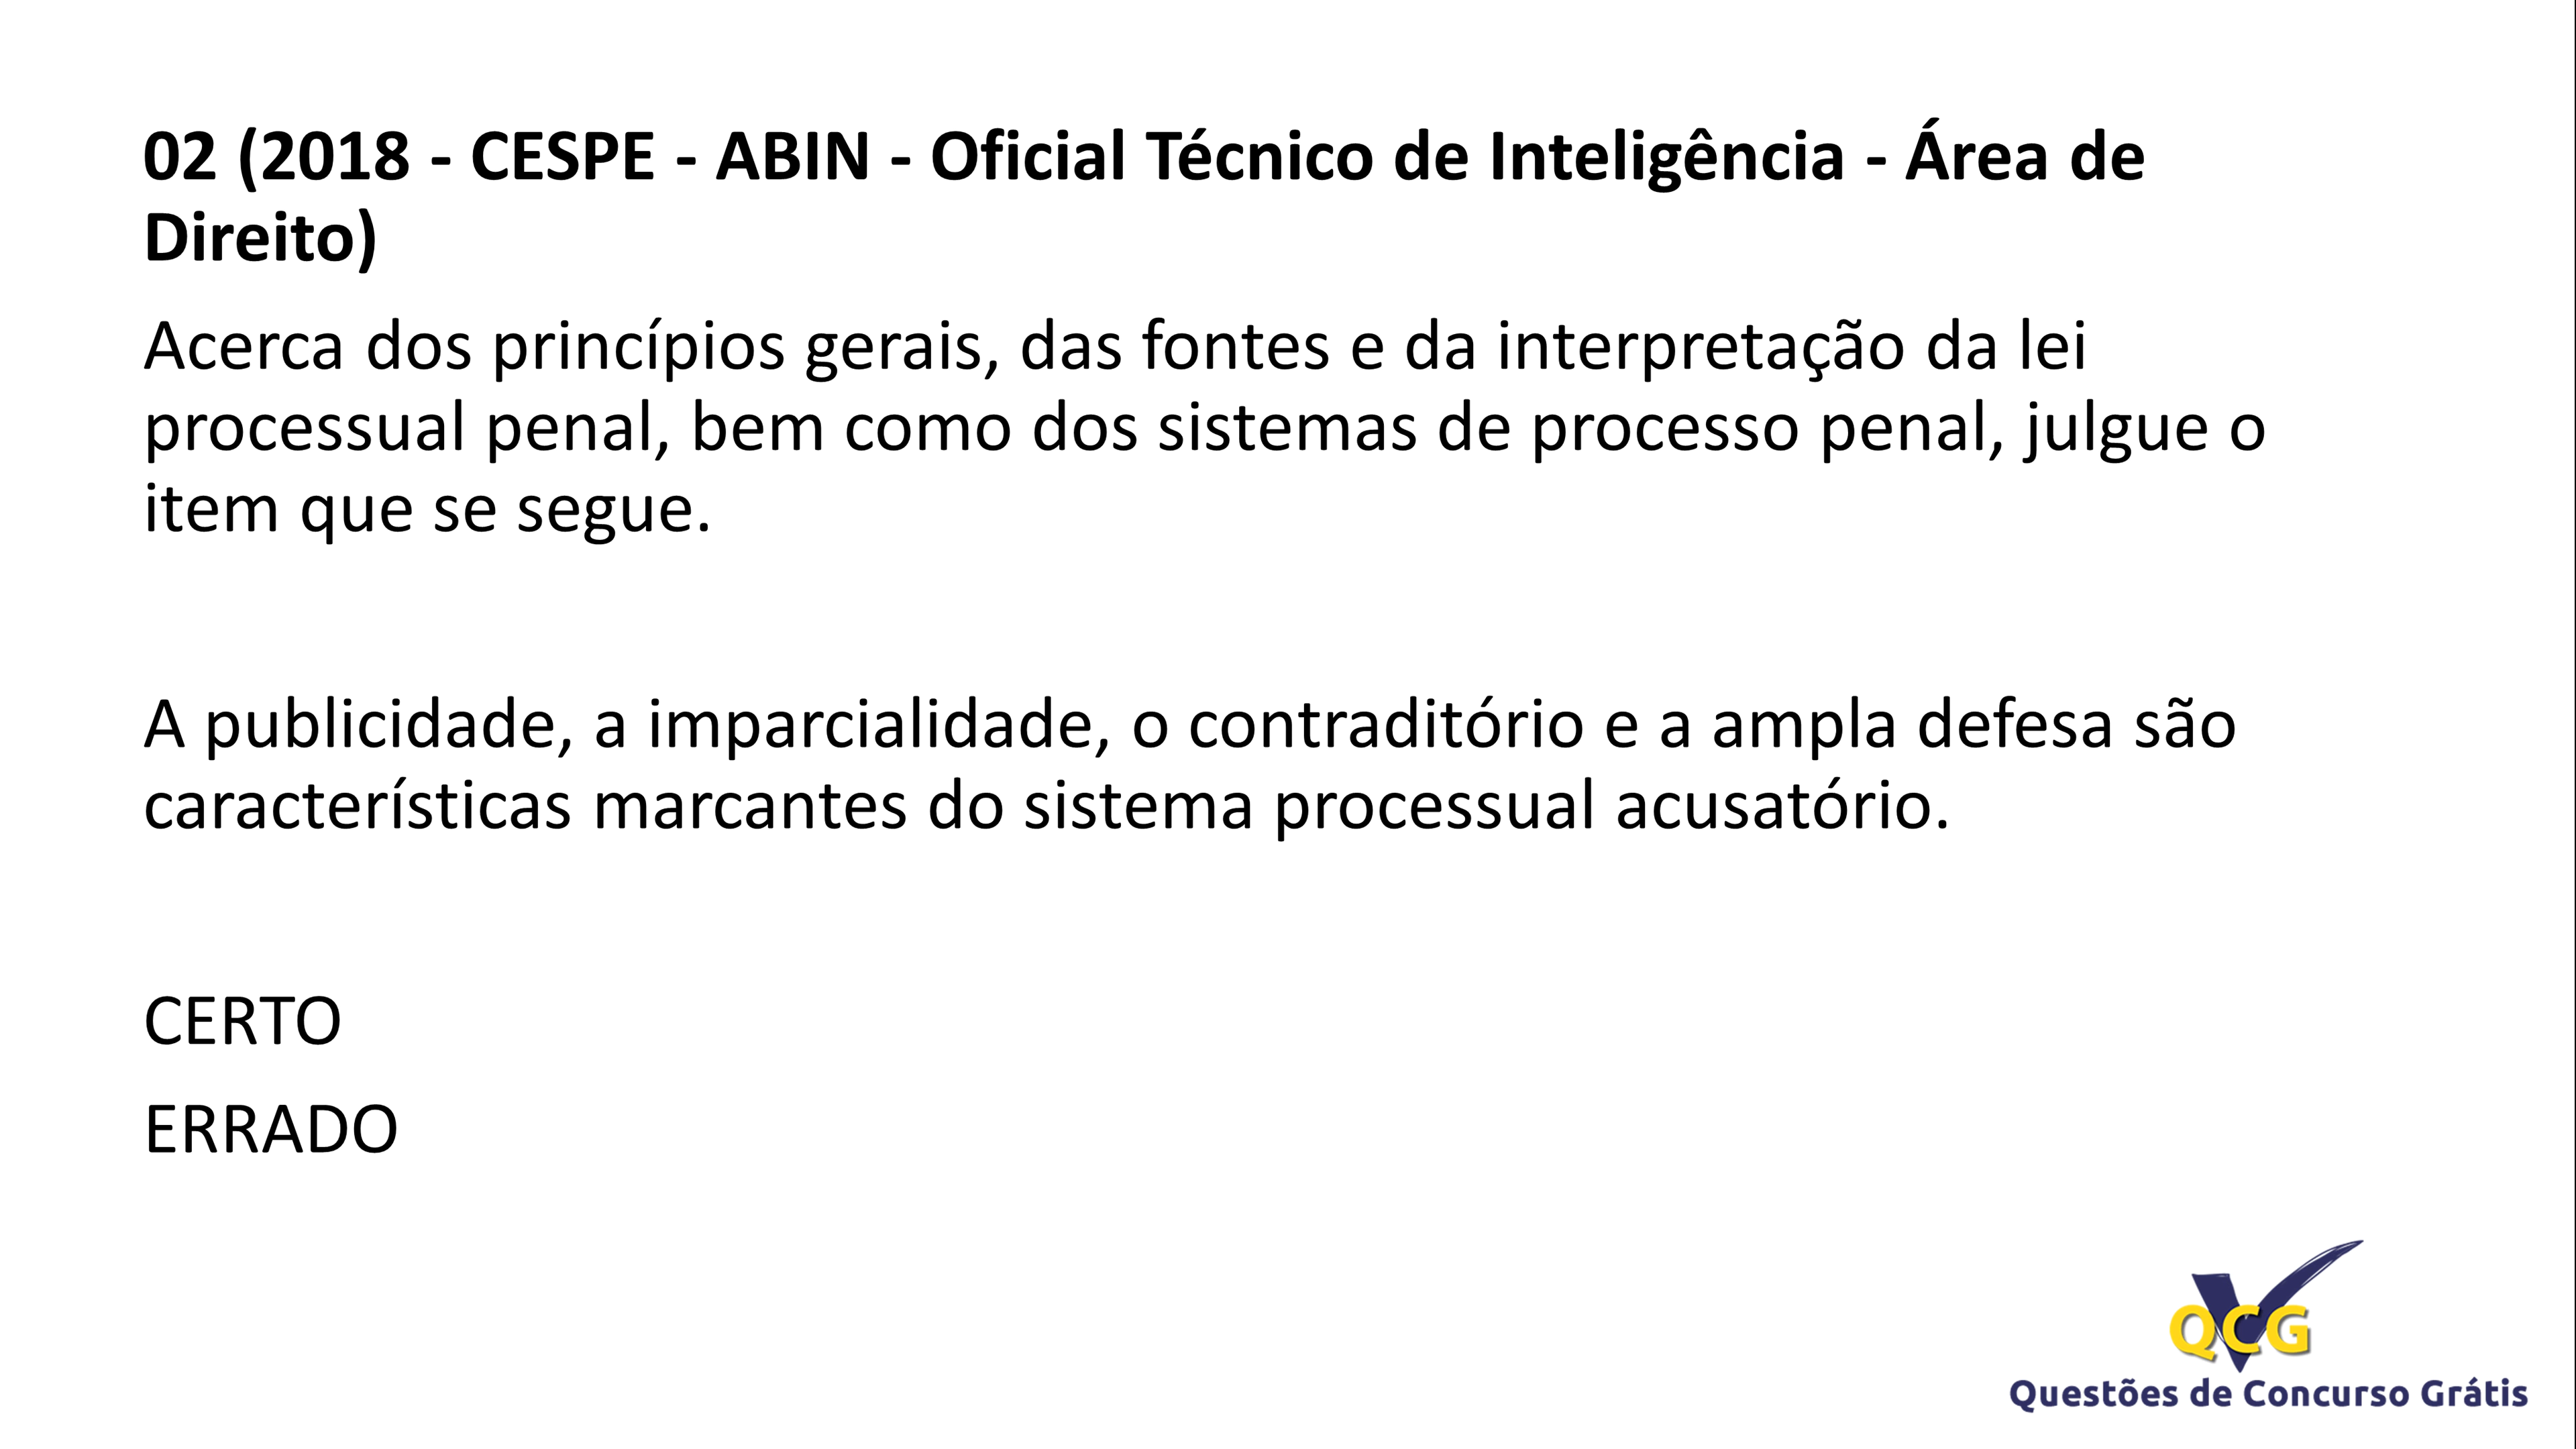 02 (2018 - CESPE - ABIN - Oficial Técnico de Inteligência - Área de
Direito)
Acerca dos princípios gerais, das fontes e da interpretação da lei
processual penal, bem como dos sistemas de processo penal, julgue o
item que se segue.
A publicidade, a imparcialidade, o contraditório e a ampla defesa são
características marcantes do sistema processual acusatório.
CERTO
ERRADO
QCG
Questões de Concurso Grátis